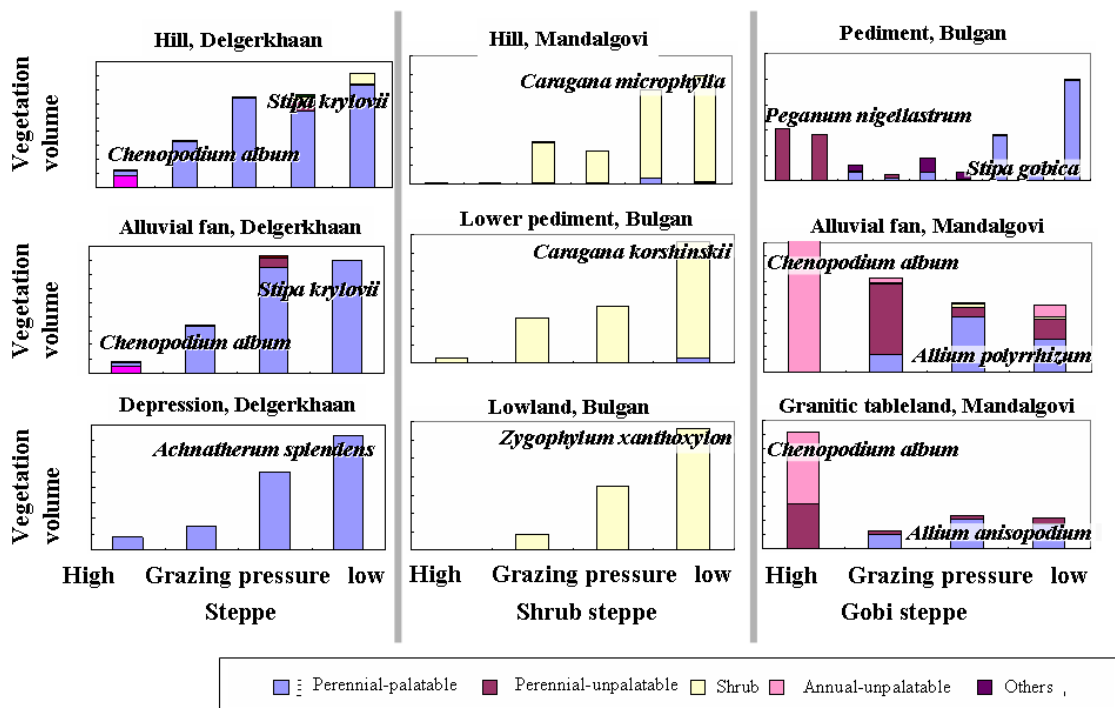 Hill, Delgerkhaan
Vegetation
volume
Stipa krylovii
Chenopodium album
Hill, Mandalgovi
Caragana microphylla
Pediment, Bulgan
Peganum nigellastrum
Stipa gobica
Alluvial fan, Delgerkhaan
Vegetation
volume
Stipa krylovii
Chenopodium album
Lower pediment, Bulgan
Caragana korshinskii
Alluvial fan, Mandalgovi
Chenopodium album
Allium polyrrhizum
Depression, Delgerkhaan
Vegetation
volume
Achnatherum splendens
Lowland, Bulgan
Zygophylum xanthoxylon
Granitic tableland, Mandalgovi
Chenopodium album
Allium anisopodium
High Grazing pressure low
High Grazing pressure low
High Grazing pressure low
Steppe
Shrub steppe
Gobi steppe
Perennial-palatable Perennial-unpalatable Shrub Annual-unpalatable Others